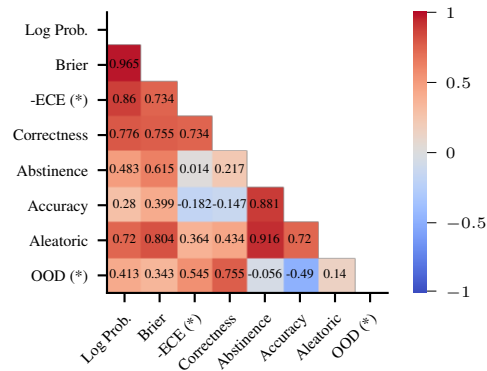 Log Prob.
Brier
0.965
-ECE (*)
0.86 0.734
Correctness
0.776 0.755 0.734
Abstinence
0.483 0.615 0.014 0.217
Accuracy
0.28 0.399 -0.182 -0.147 0.881
Aleatoric
0.72 0.804 0.364 0.434 0.916 0.72
OOD (*)
0.413 0.343 0.545 0.755 -0.056 -0.49 0.14
Log Prob.
Brier
-ECE (*)
Correctness
Abstinence
Accuracy
Aleatoric
OOD (*)
1
0.5
0
−0.5
−1